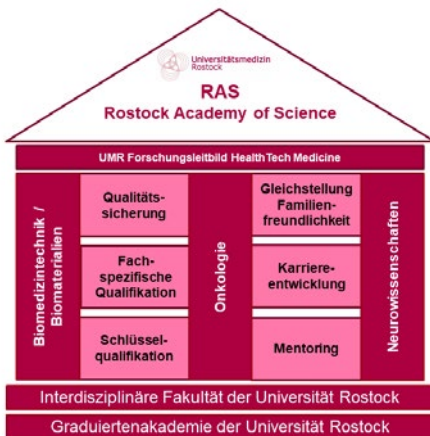 Universitätsmedizin
Rostock
RAS
Rostock Academy of Science
UMR Forschungsleitbild HealthTech Medicine
Biomedizintechnik /
Biomaterialien
Qualitäts-
sicherung
Fach-
spezifische
Qualifikation
Schlüssel-
qualifikation
Onkologie
Gleichstellung
Familien-
freundlichkeit
Karriere-
entwicklung
Mentoring
Neurowissenschaften
Interdisziplinäre Fakultät der Universität Rostock
Graduiertenakademie der Universität Rostock